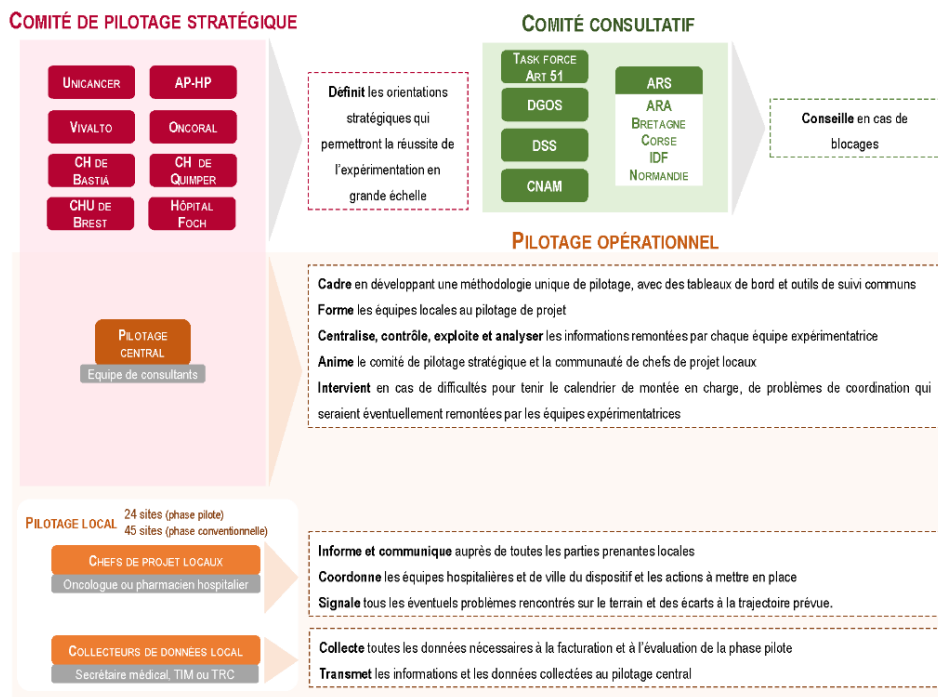 COMITÉ DE PILOTAGE STRATÉGIQUE
UNICANCER
AP-HP
VIVALTO
ONCORAL
CH DE
BASTIÁ
CH DE
QUIMPER
CHU DE
BREST
HÔPITAL
FOCH
Définit les orientations
stratégiques qui
permettront la réussite de
l'expérimentation en
grande échelle
COMITÉ CONSULTATIF
TASK FORCE
ART 51
DGOS
DSS
CNAM
ARS
ARA
BRETAGNE
CORSE
IDF
NORMANDIE
Conseille en cas de
blocages
PILOTAGE OPÉRATIONNEL
PILOTAGE
CENTRAL
Equipe de consultants
Cadre en développant une méthodologie unique de pilotage, avec des tableaux de bord et outils de suivi communs
Forme les équipes locales au pilotage de projet
Centralise, contrôle, exploite et analyser les informations remontées par chaque équipe expérimentatrice
Anime le comité de pilotage stratégique et la communauté de chefs de projet locaux
Intervient en cas de difficultés pour tenir le calendrier de montée en charge, de problèmes de coordination qui
seraient éventuellement remontées par les équipes expérimentatrices
PILOTAGE LOCAL
24 sites (phase pilote)
45 sites (phase conventionnelle)
CHEFS DE PROJET LOCAUX
Oncologue ou pharmacien hospitalier
Informe et communique auprès de toutes les parties prenantes locales
Coordonne les équipes hospitalières et de ville du dispositif et les actions à mettre en place
Signale tous les éventuels problèmes rencontrés sur le terrain et des écarts à la trajectoire prévue.
COLLECTEURS DE DONNÉES LOCAL
Secrétaire médical, TIM ou TRC
Collecte toutes les données nécessaires à la facturation et à l'évaluation de la phase pilote
Transmet les informations et les données collectées au pilotage central